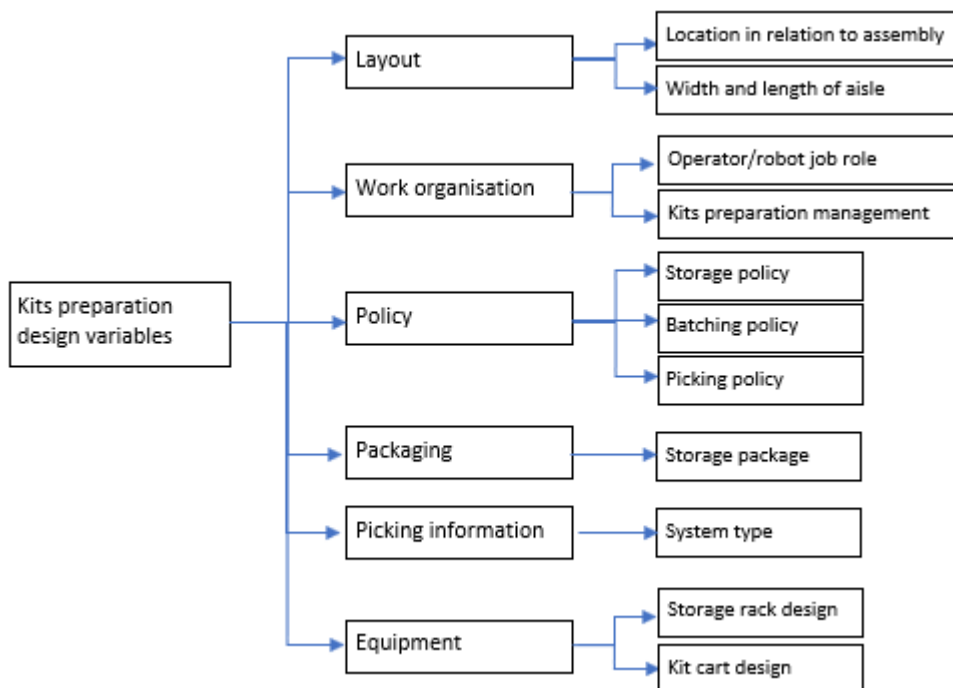 Kits preparation
design variables
Layout
Location in relation to assembly
Width and length of aisle
Work organisation
Operator/robot job role
Kits preparation management
Policy
Storage policy
Batching policy
Picking policy
Packaging
Storage package
Picking information
System type
Equipment
Storage rack design
Kit cart design